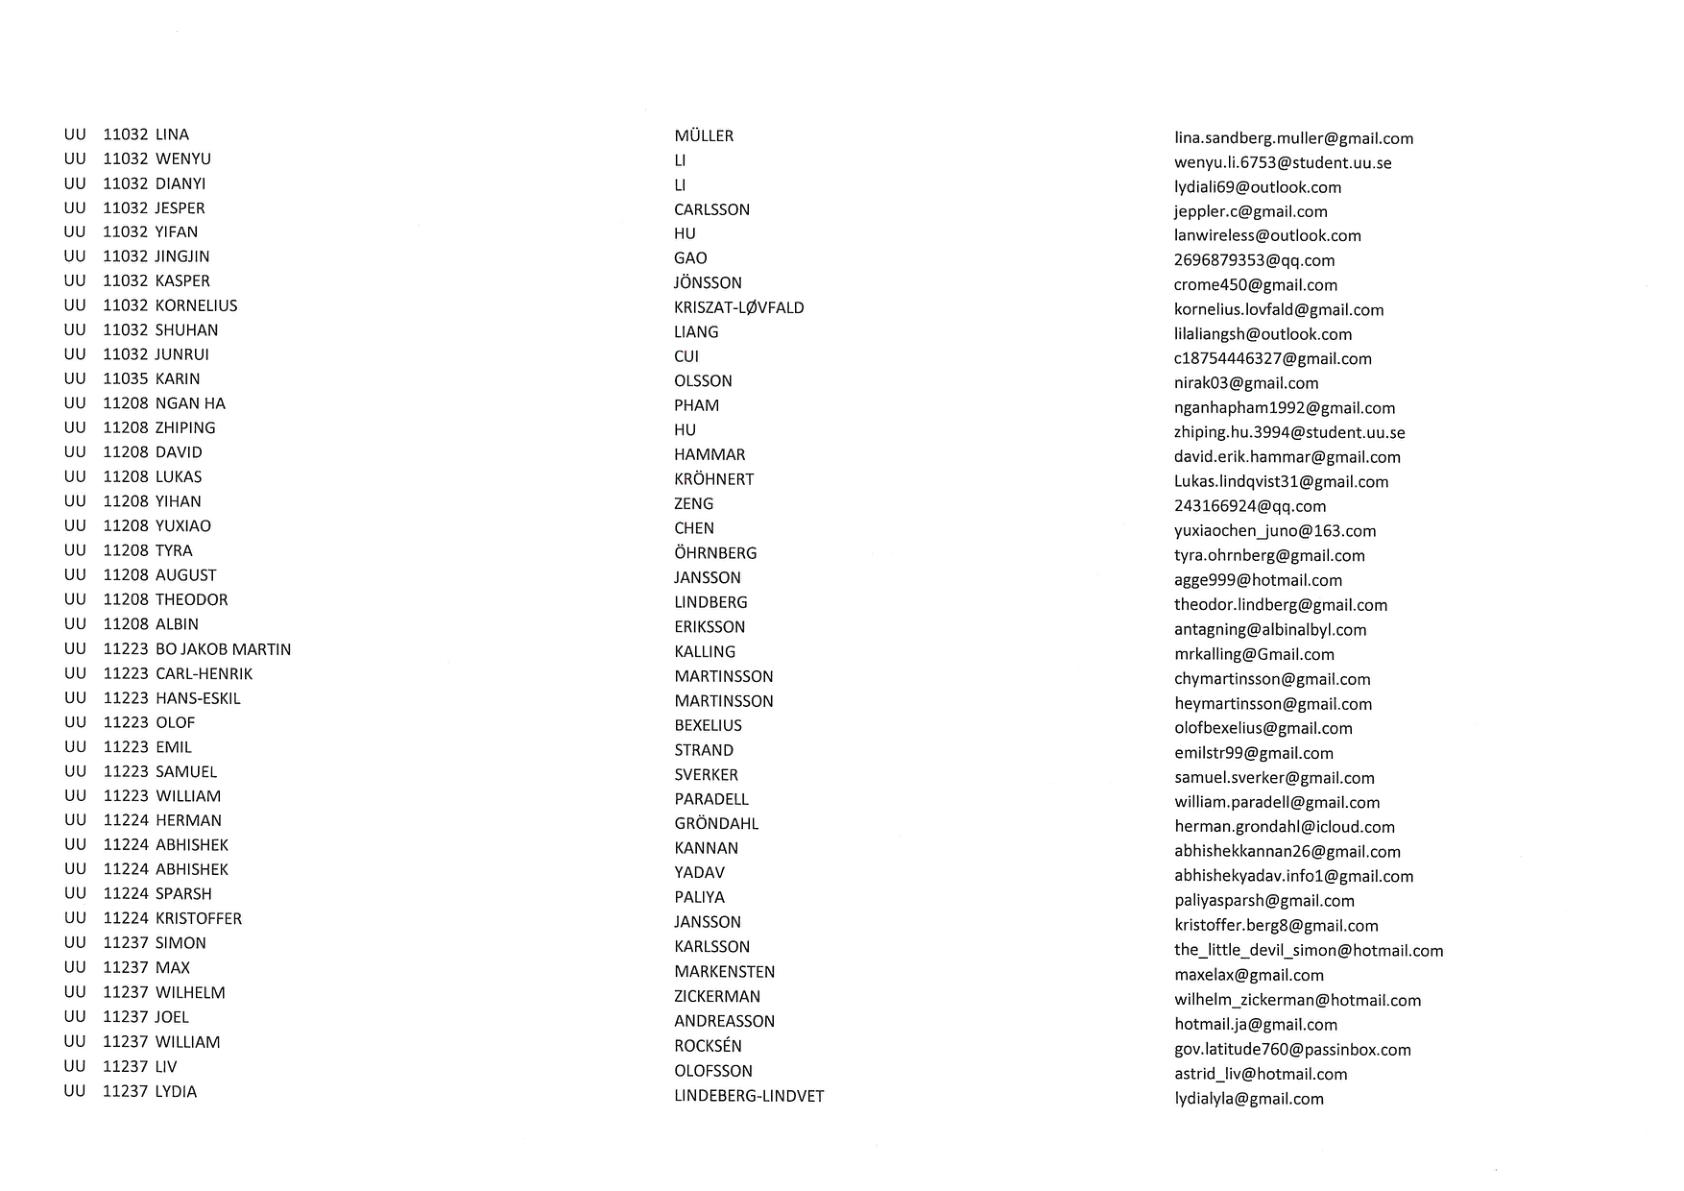 UU 11032 LINA MÜLLER lina.sandberg.muller@gmail.com
UU 11032 WENYU LI wenyu.li.6753@student.uu.se
UU 11032 DIANYI LI lydiali69@outlook.com
UU 11032 JESPER CARLSSON jeppler.c@gmail.com
UU 11032 YIFAN HU lanwireless@outlook.com
UU 11032 JINGJIN GAO 2696879353@qq.com
UU 11032 KASPER JÖNSSON crome450@gmail.com
UU 11032 KORNELIUS KRISZAT-LØVFALD kornelius.lovfald@gmail.com
UU 11032 SHUHAN LIANG lilaliangsh@outlook.com
UU 11032 JUNRUI CUI c18754446327@gmail.com
UU 11035 KARIN OLSSON nirak03@gmail.com
UU 11208 NGAN HA PHAM nganhapham1992@gmail.com
UU 11208 ZHIPING HU zhiping.hu.3994@student.uu.se
UU 11208 DAVID HAMMAR david.erik.hammar@gmail.com
UU 11208 LUKAS KRÖHNERT Lukas.lindqvist31@gmail.com
UU 11208 YIHAN ZENG 243166924@qq.com
UU 11208 YUXIAO CHEN yuxiaochen_juno@163.com
UU 11208 TYRA ÖHRNBERG tyra.ohrnberg@gmail.com
UU 11208 AUGUST JANSSON agge999@hotmail.com
UU 11208 THEODOR LINDBERG theodor.lindberg@gmail.com
UU 11208 ALBIN ERIKSSON antagning@albinalbyl.com
UU 11223 BO JAKOB MARTIN KALLING mrkalling@Gmail.com
UU 11223 CARL-HENRIK MARTINSSON chymartinsson@gmail.com
UU 11223 HANS-ESKIL MARTINSSON heymartinsson@gmail.com
UU 11223 OLOF BEXELIUS olofbexelius@gmail.com
UU 11223 EMIL STRAND emilstr99@gmail.com
UU 11223 SAMUEL SVERKER samuel.sverker@gmail.com
UU 11223 WILLIAM PARADELL william.paradell@gmail.com
UU 11224 HERMAN GRÖNDAHL herman.grondahl@icloud.com
UU 11224 ABHISHEK KANNAN abhishekkannan26@gmail.com
UU 11224 ABHISHEK YADAV abhishekyadav.info1@gmail.com
UU 11224 SPARSH PALIYA paliyasparsh@gmail.com
UU 11224 KRISTOFFER JANSSON kristoffer.berg8@gmail.com
UU 11237 SIMON KARLSSON the_little_devil_simon@hotmail.com
UU 11237 MAX MARKENSTEN maxelax@gmail.com
UU 11237 WILHELM ZICKERMAN wilhelm_zickerman@hotmail.com
UU 11237 JOEL ANDREASSON hotmail.ja@gmail.com
UU 11237 WILLIAM ROCKSÉN gov.latitude760@passinbox.com
UU 11237 LIV OLOFSSON astrid_liv@hotmail.com
UU 11237 LYDIA LINDEBERG-LINDVET lydialyla@gmail.com